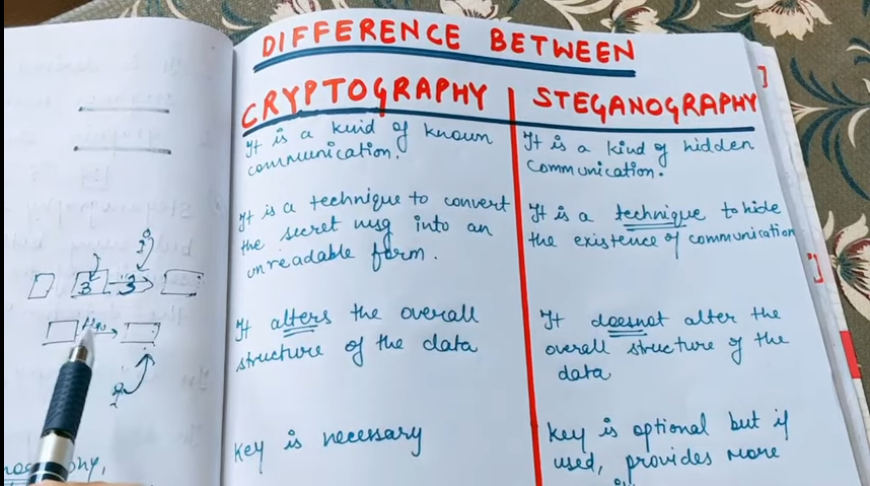 DIFFERENCE BETWEEN
CRYPTOGRAPHY
It is a kind of known
communication.
It is a technique to convert
the secret msg into an
unreadable form.
It alters the overall
structure of the data
Key is necessary
STEGANOGRAPHY
It is a kind of hidden
communication.
It is a technique to hide
the existence of communication
It doesnot alter the
overall structure of the
data
Key is optional but if
used, provides more
3 3